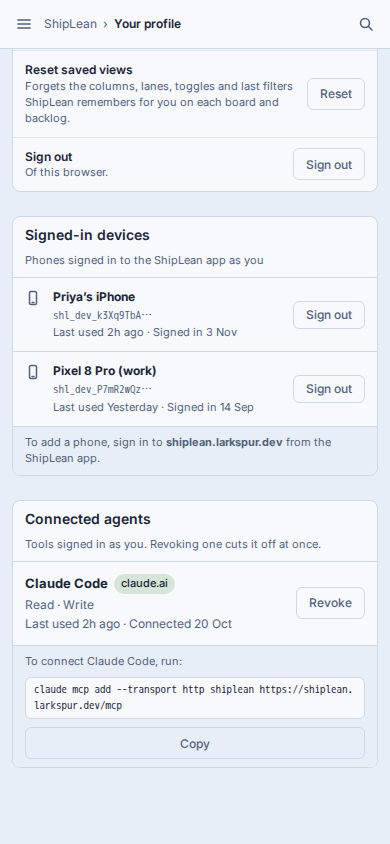 ShipLean › Your profile
Reset saved views
Forgets the columns, lanes, toggles and last filters
ShipLean remembers for you on each board and
backlog.
Reset
Sign out
Of this browser.
Sign out
Signed-in devices
Phones signed in to the ShipLean app as you
Priya’s iPhone
shl_dev_k3Xq9TbA···
Last used 2h ago · Signed in 3 Nov
Sign out
Pixel 8 Pro (work)
shl_dev_P7mR2wQz···
Last used Yesterday · Signed in 14 Sep
Sign out
To add a phone, sign in to shiplean.larkspur.dev from the
ShipLean app.
Connected agents
Tools signed in as you. Revoking one cuts it off at once.
Claude Code claude.ai
Read · Write
Last used 2h ago · Connected 20 Oct
Revoke
To connect Claude Code, run:
claude mcp add --transport http shiplean https://shiplean.
larkspur.dev/mcp
Copy